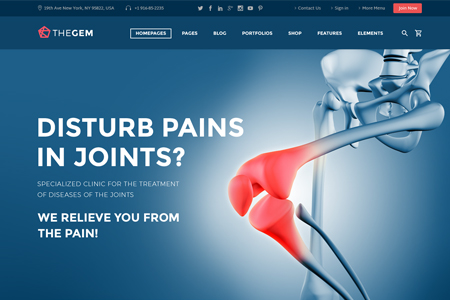 19th Ave New York, NY 95822, USA +1 916-85-2235 Contact Us Sign In More Menu Join Now
THEGEM HOMEPAGES PAGES BLOG PORTFOLIOS SHOP FEATURES ELEMENTS
DISTURB PAINS
IN JOINTS?
SPECIALIZED CLINIC FOR THE TREATMENT
OF DISEASES OF THE JOINTS
WE RELIEVE YOU FROM
THE PAIN!